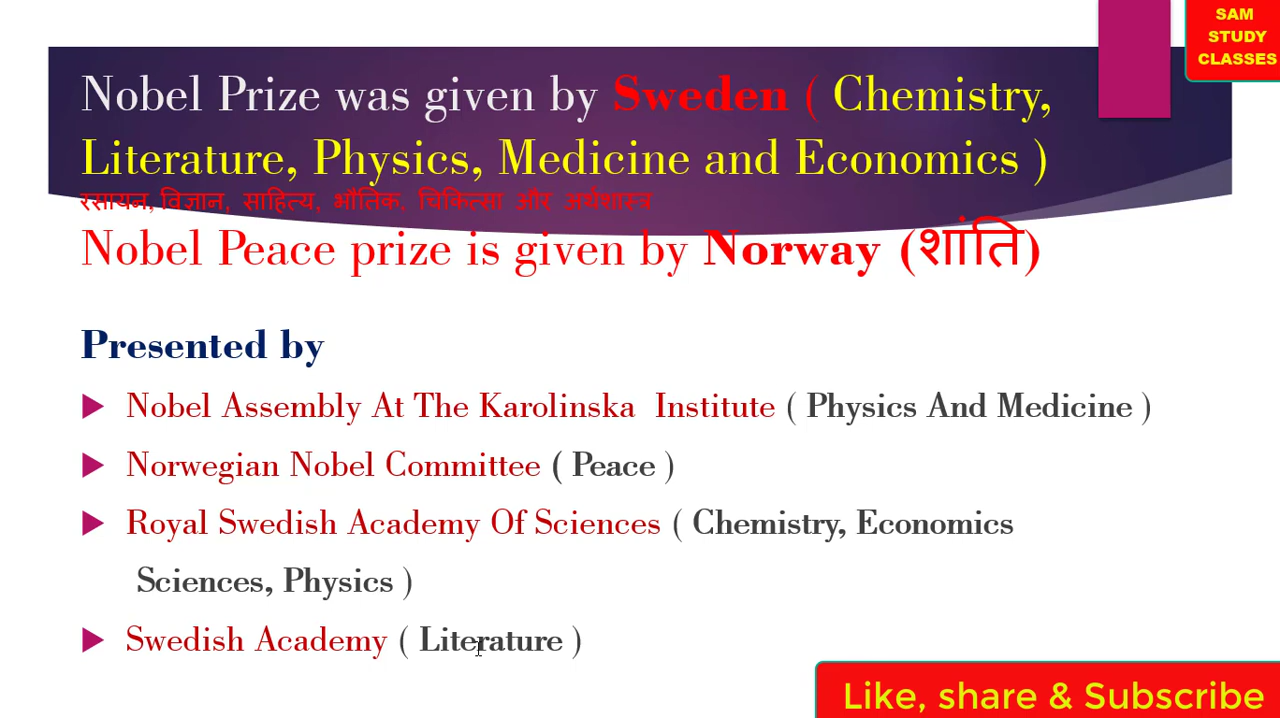 SAM
STUDY
CLASSES
Nobel Prize was given by Sweden ( Chemistry,
Literature, Physics, Medicine and Economics )
रसायन, विज्ञान, साहित्य, भौतिक, चिकित्सा और अर्थशास्त्र
Nobel Peace prize is given by Norway (शांति)
Presented by
Nobel Assembly At The Karolinska Institute ( Physics And Medicine )
Norwegian Nobel Committee ( Peace )
Royal Swedish Academy Of Sciences ( Chemistry, Economics
Sciences, Physics )
Swedish Academy ( Literature )
Like, share & Subscribe